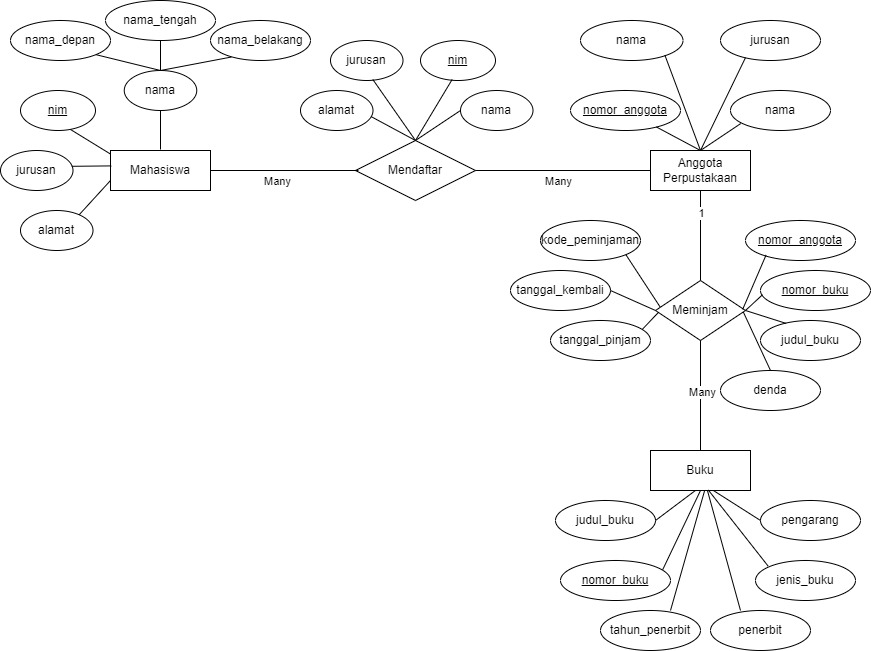 nama_tengah
nama_depan
nama_belakang
nama
nim
jurusan
alamat
Mahasiswa
Many
jurusan
nim
alamat
nama
Mendaftar
Many
nama
jurusan
nomor_anggota
nama
Anggota
Perpustakaan
1
kode_peminjaman
nomor_anggota
tanggal_kembali
nomor_buku
Meminjam
tanggal_pinjam
judul_buku
denda
Many
Buku
judul_buku
pengarang
nomor_buku
jenis_buku
tahun_penerbit
penerbit